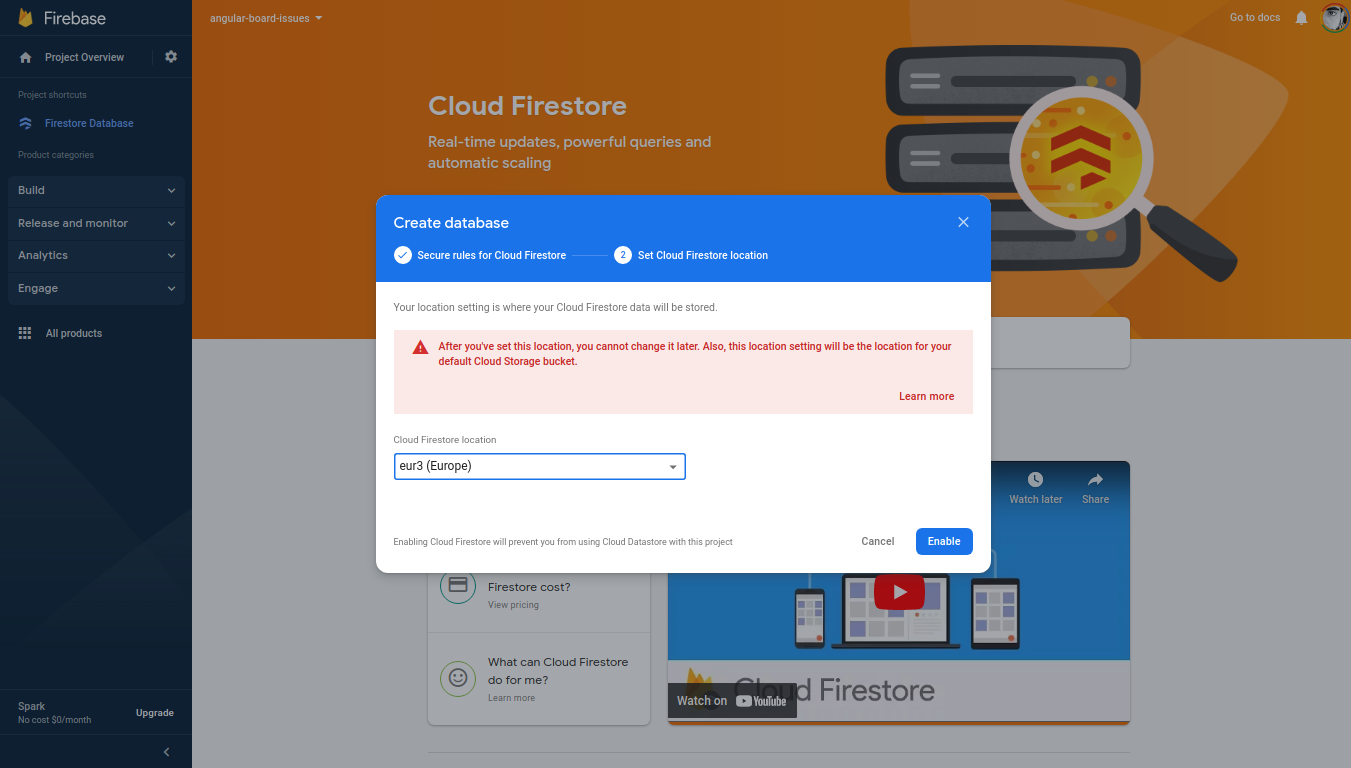 Firebase
angular-board-issues
Go to docs
Project Overview
Project shortcuts
Firestore Database
Product categories
Build
Release and monitor
Analytics
Engage
All products
Spark
No cost $0/month
Upgrade
Cloud Firestore
Real-time updates, powerful queries and
automatic scaling
Create database
Secure rules for Cloud Firestore
2
Set Cloud Firestore location
Your location setting is where your Cloud Firestore data will be stored.
After you've set this location, you cannot change it later. Also, this location setting will be the location for your
default Cloud Storage bucket.
Learn more
Cloud Firestore location
eur3 (Europe)
Enabling Cloud Firestore will prevent you from using Cloud Datastore with this project
Cancel
Enable
Watch later
Share
Firestore cost?
View pricing
What can Cloud Firestore
do for me?
Learn more
Cloud Firestore
Watch on
YouTube